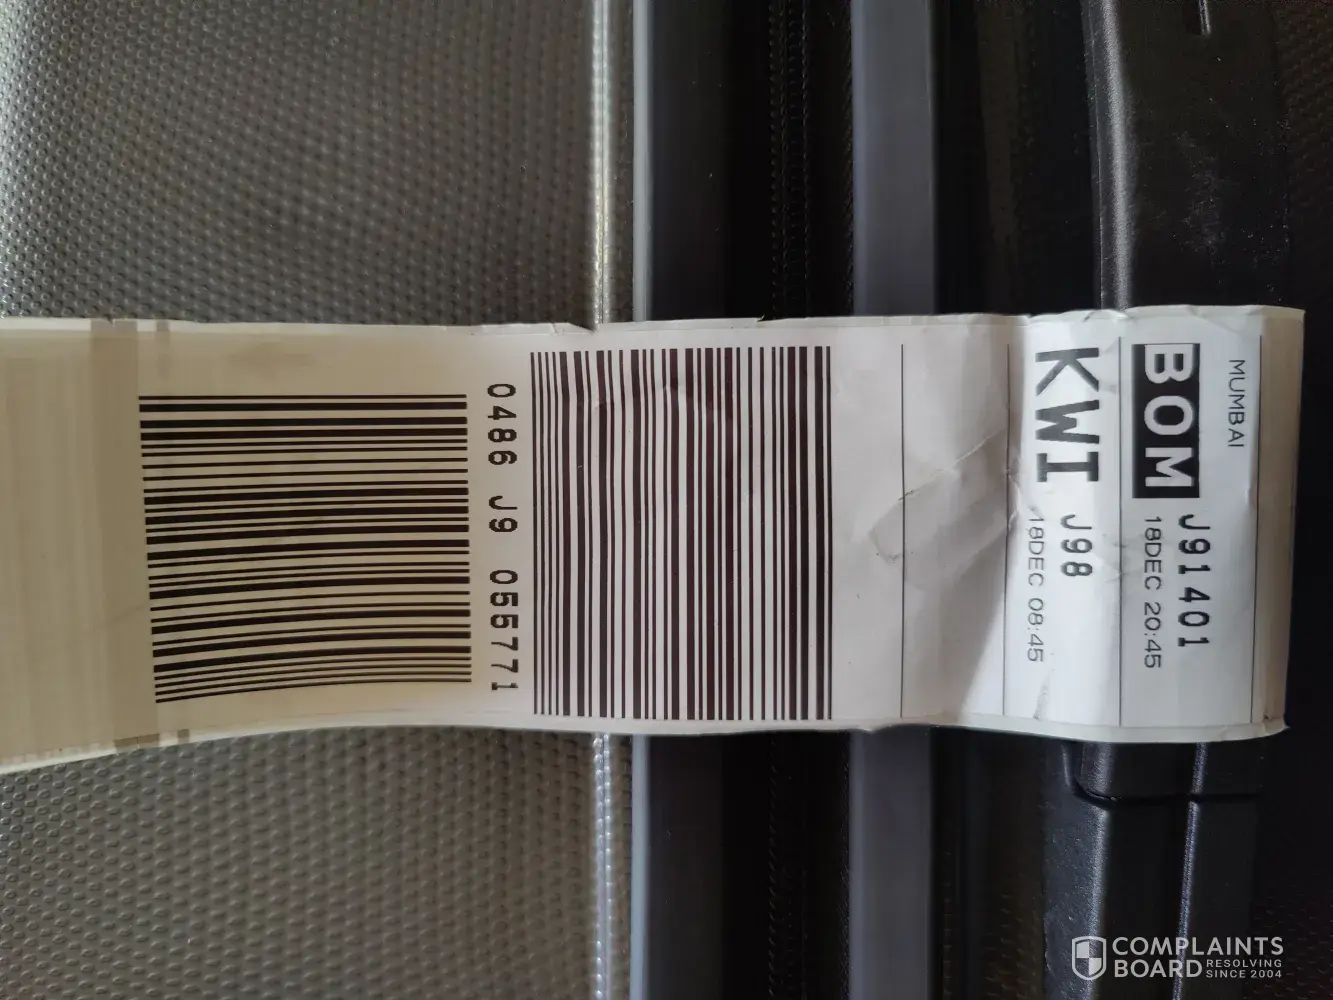 MUMBAI
BOM J91401
18DEC 20:45
KWI J98
18DEC 08:45
0486 J9 055771
COMPLAINTS
BOARD RESOLVING
SINCE 2004